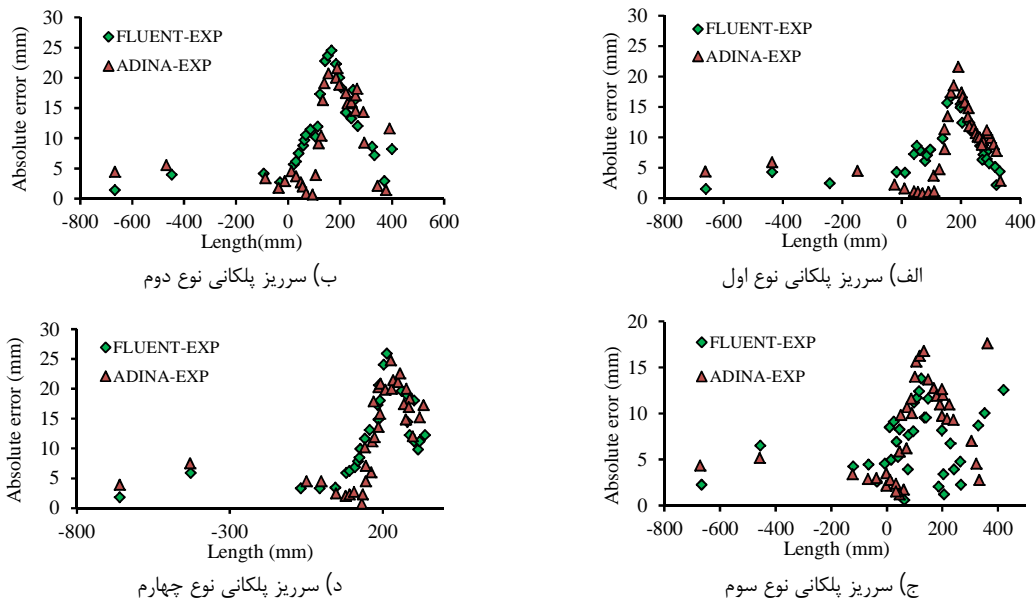 Absolute error (mm)
30
25
20
15
10
5
0
-800 -600 -400 -200 0 200 400 600
Length(mm)
FLUENT-EXP
ADINA-EXP
ب) سرریز پلکانی نوع دوم
Absolute error (mm)
30
25
20
15
10
5
0
-800 -600 -400 -200 0 200 400
Length (mm)
FLUENT-EXP
ADINA-EXP
الف) سرریز پلکانی نوع اول
Absolute error (mm)
30
25
20
15
10
5
0
-800 -300 200
Length (mm)
FLUENT-EXP
ADINA-EXP
د) سرریز پلکانی نوع چهارم
Absolute error (mm)
20
15
10
5
0
-800 -600 -400 -200 0 200 400 600
Length (mm)
FLUENT-EXP
ADINA-EXP
ج) سرریز پلکانی نوع سوم